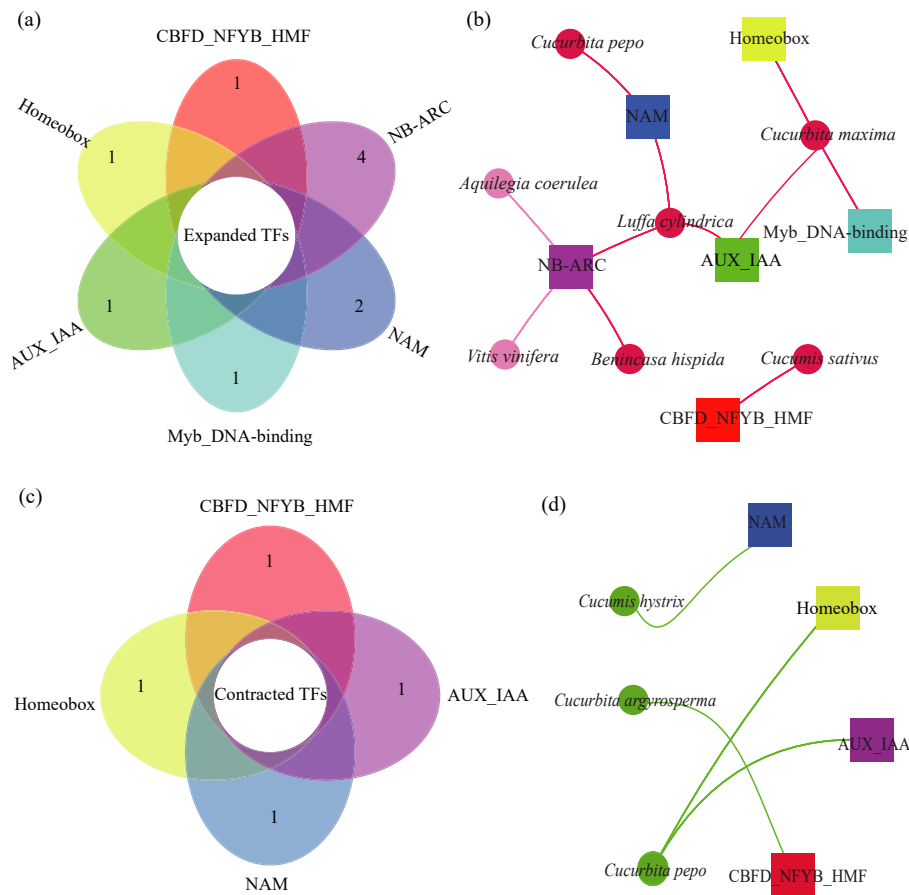 (a)
CBFD_NFYB_HMF
1
Homeobox
1
NB-ARC
4
Expanded TFs
AUX_IAA
1
2
NAM
1
Myb_DNA-binding
(b)
Cucurbita pepo
Homeobox
NAM
Cucurbita maxima
Aquilegia coerulea
Luffa cylindrica
Myb_DNA-binding
NB-ARC
AUX_IAA
Vitis vinifera
Benincasa hispida
Cucumis sativus
CBFD_NFYB_HMF
(c)
CBFD_NFYB_HMF
1
Homeobox
1
Contracted TFs
1
AUX_IAA
1
NAM
(d)
NAM
Cucumis hystrix
Homeobox
Cucurbita argyrosperma
AUX_IAA
Cucurbita pepo
CBFD_NFYB_HMF